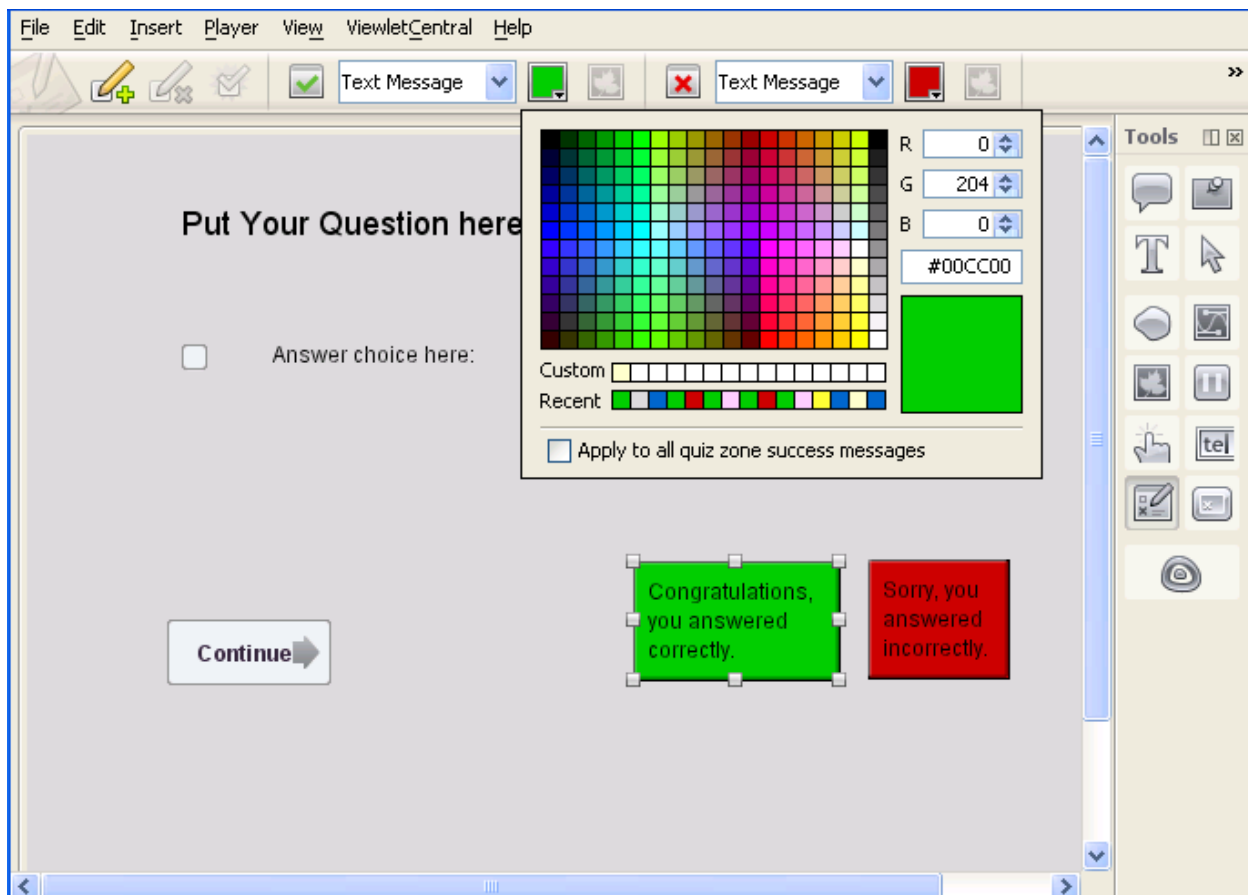 File Edit Insert Player View ViewletCentral Help
Text Message Text Message
Tools
R 0
G 204
B 0
#00CC00
Custom
Recent
Apply to all quiz zone success messages
Put Your Question here
Answer choice here:
T
tel
Congratulations,
you answered
correctly.
Sorry, you
answered
incorrectly.
Continue